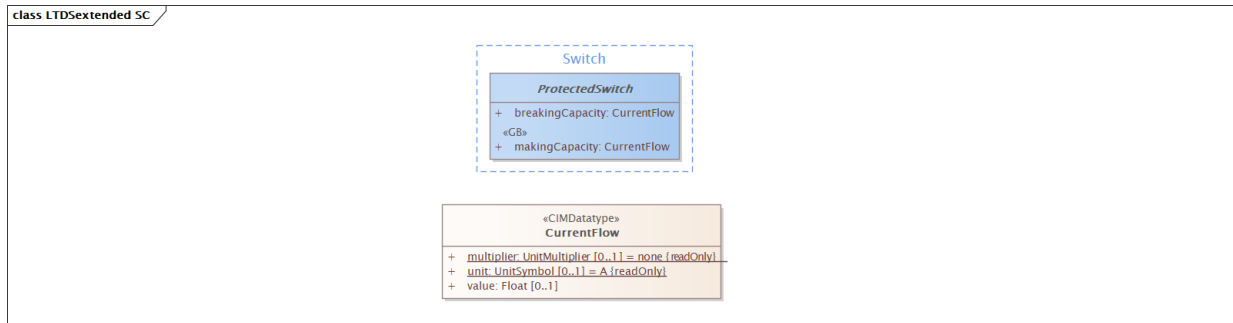 class LTDSextended SC
Switch
ProtectedSwitch
+ breakingCapacity: CurrentFlow
«GB»
+ makingCapacity: CurrentFlow
«CIMDatatype»
CurrentFlow
+ multiplier: UnitMultiplier [0..1] = none {readOnly}
+ unit: UnitSymbol [0..1] = A {readOnly}
+ value: Float [0..1]